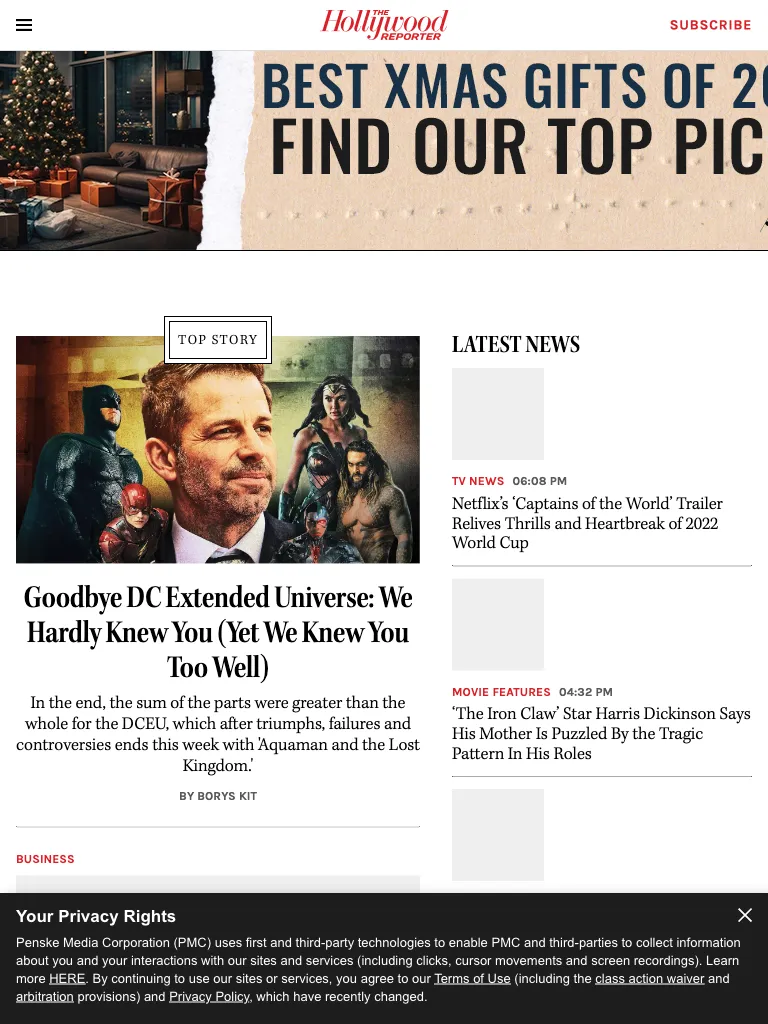 THE
Hollywood
REPORTER
SUBSCRIBE
BEST XMAS GIFTS OF
FIND OUR TOP
TOP STORY
Goodbye DC Extended Universe: We
Hardly Knew You (Yet We Knew You
Too Well)
In the end, the sum of the parts were greater than the
whole for the DCEU, which after triumphs, failures and
controversies ends this week with 'Aquaman and the Lost
Kingdom.'
BY BORYS KIT
BUSINESS
LATEST NEWS
TV NEWS 06:08 PM
Netflix’s ‘Captains of the World’ Trailer
Relives Thrills and Heartbreak of 2022
World Cup
MOVIE FEATURES 04:32 PM
‘The Iron Claw’ Star Harris Dickinson Says
His Mother Is Puzzled By the Tragic
Pattern In His Roles
Your Privacy Rights
Penske Media Corporation (PMC) uses first and third-party technologies to enable PMC and third-parties to collect information
about you and your interactions with our sites and services (including clicks, cursor movements and screen recordings). Learn
more HERE. By continuing to use our sites or services, you agree to our Terms of Use (including the class action waiver and
arbitration provisions) and Privacy Policy, which have recently changed.